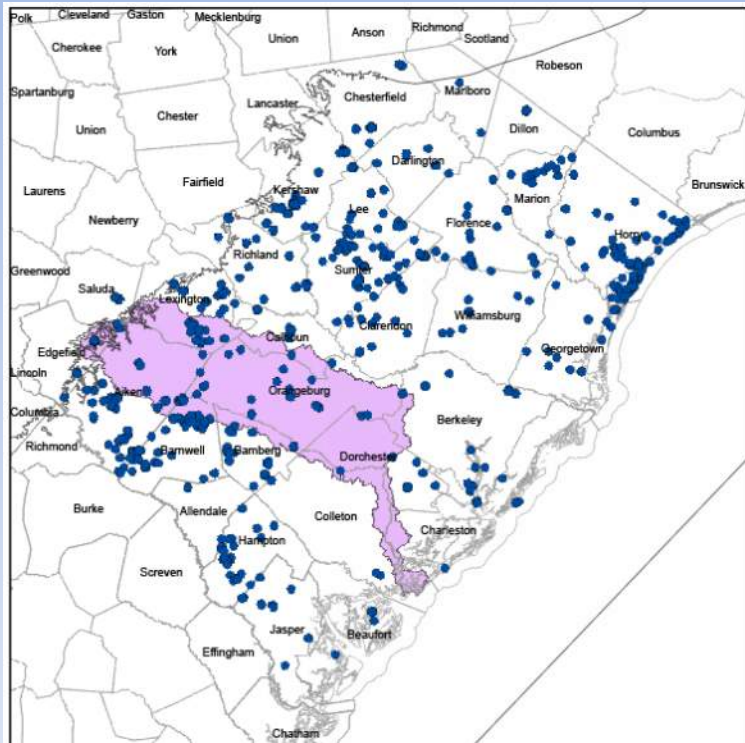 Polk
Cleveland
Gaston
Mecklenburg
Union
Anson
Richmond
Scotland
Robeson
Cherokee
York
Spartanburg
Lancaster
Chesterfield
Marlboro
Union
Chester
Dillon
Columbus
Darlington
Laurens
Fairfield
Kershaw
Marion
Brunswick
Newberry
Lee
Florence
Horry
Richland
Greenwood
Sumter
Saluda
Lexington
Williamsburg
Clarendon
Calhoun
Edgefield
Georgetown
Lincoln
Aiken
Orangeburg
Columbia
Berkeley
Richmond
Barnwell
Bamberg
Dorchester
Burke
Allendale
Colleton
Charleston
Hampton
Screven
Jasper
Beaufort
Effingham
Chatham